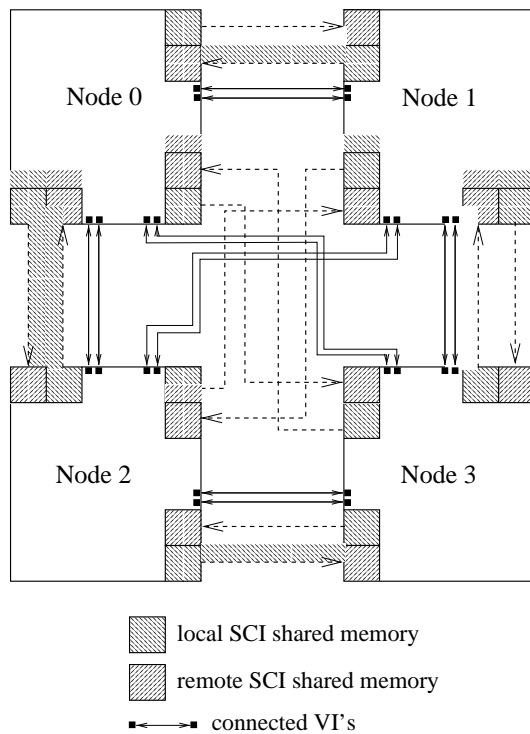 Node 0
Node 1
Node 2
Node 3
local SCI shared memory
remote SCI shared memory
connected VI's